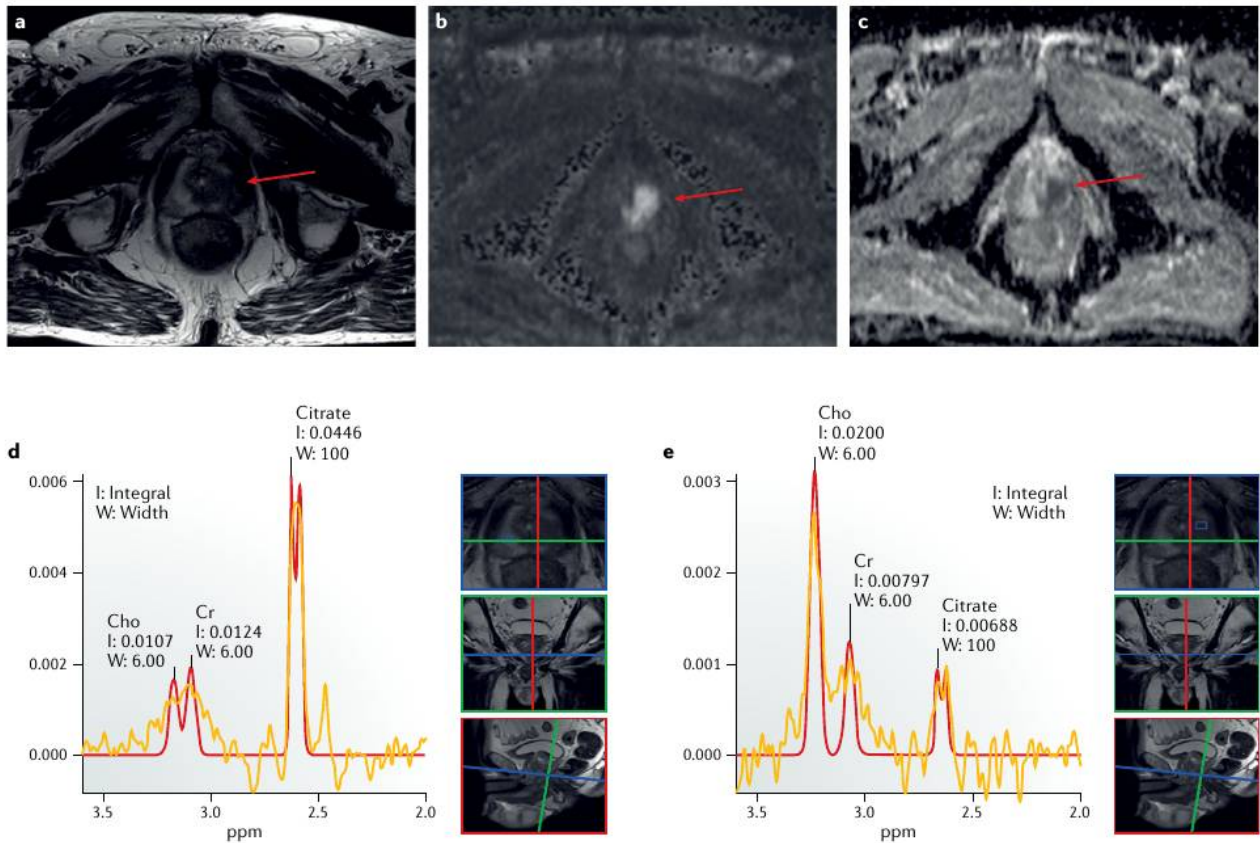 a
b
c
d
Citrate
I: 0.0446
W: 100
I: Integral
W: Width
Cho
I: 0.0107
W: 6.00
Cr
I: 0.0124
W: 6.00
0.006
0.004
0.002
0.000
3.5
3.0
2.5
2.0
ppm
e
Cho
I: 0.0200
W: 6.00
I: Integral
W: Width
Cr
I: 0.00797
W: 6.00
Citrate
I: 0.00688
W: 100
0.003
0.002
0.001
0.000
3.5
3.0
2.5
2.0
ppm